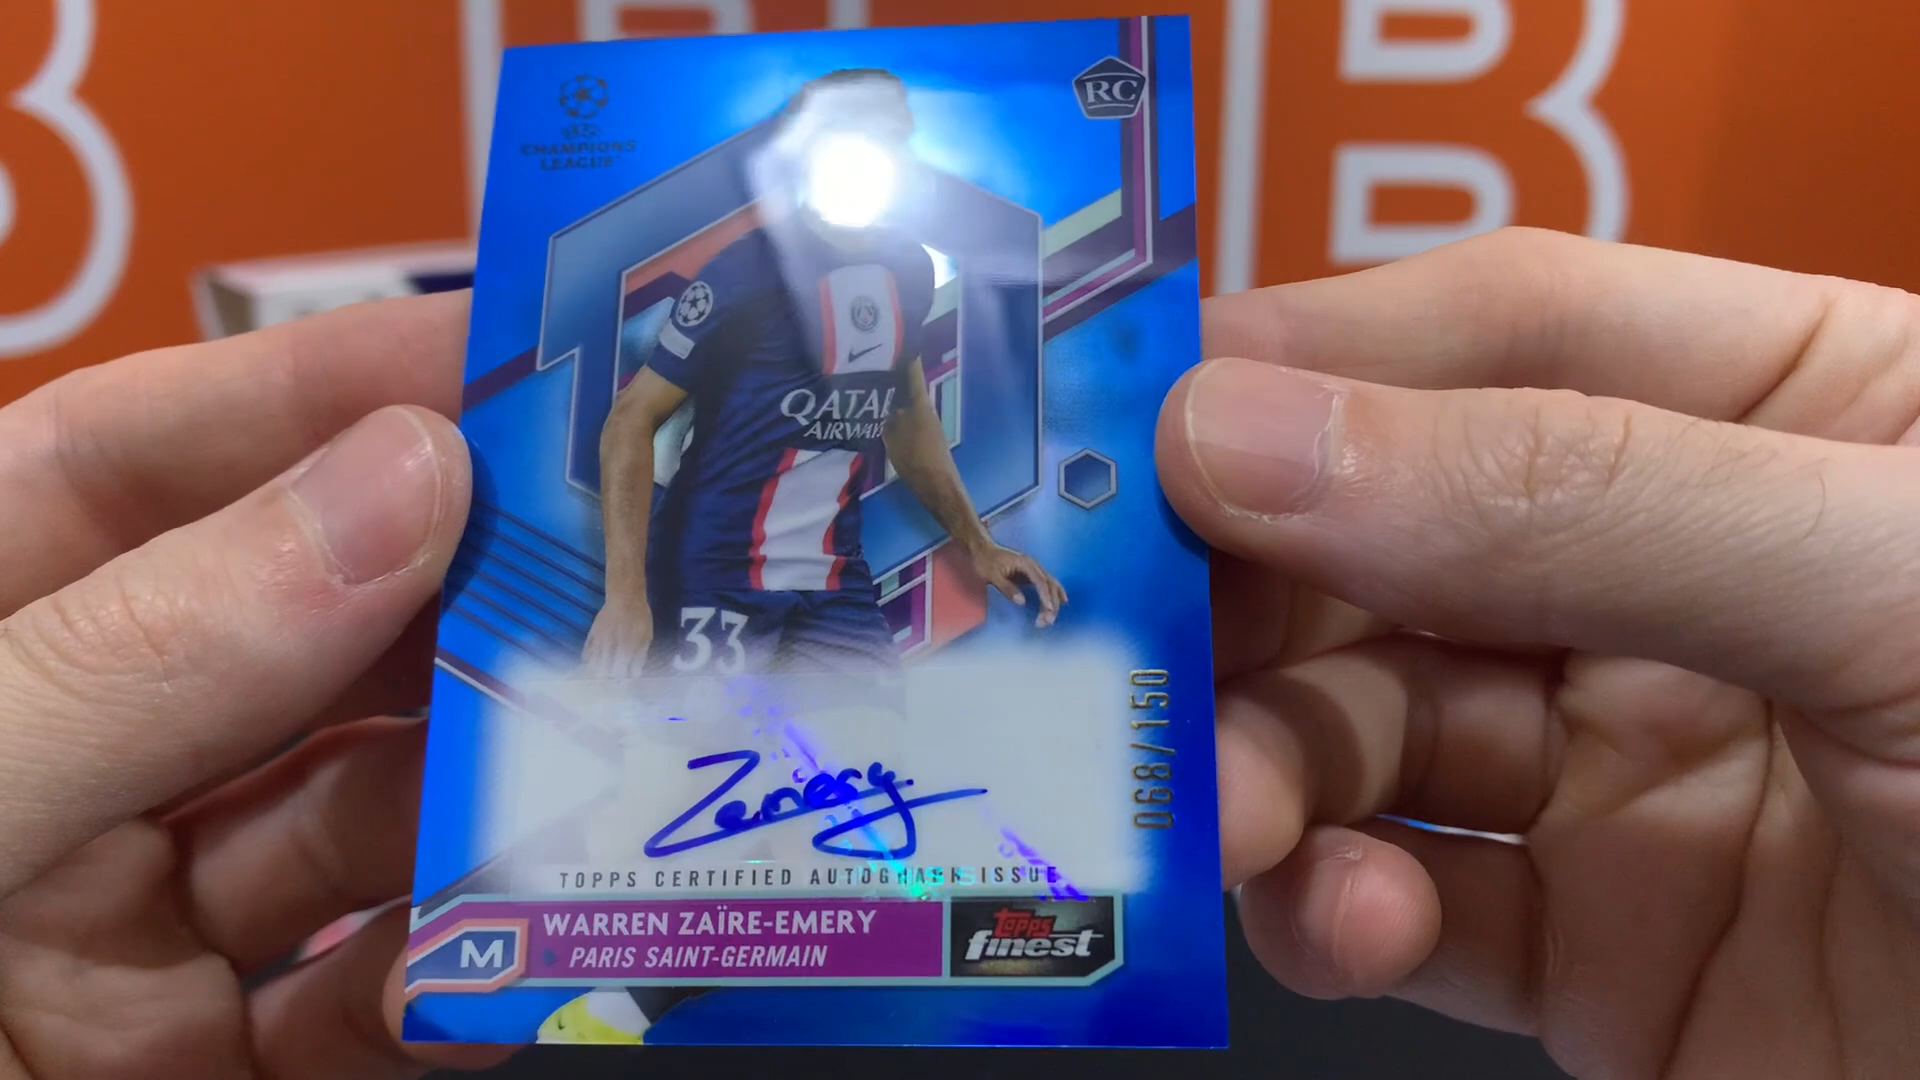 B
B
B
RC
CHAMPIONS
LEAGUE
QATAR
AIRWAYS
33
068/150
Zemery
TOPPS CERTIFIED AUTOGRAPH ISSUE
WARREN ZAÏRE-EMERY
M
PARIS SAINT-GERMAIN
topps
finest